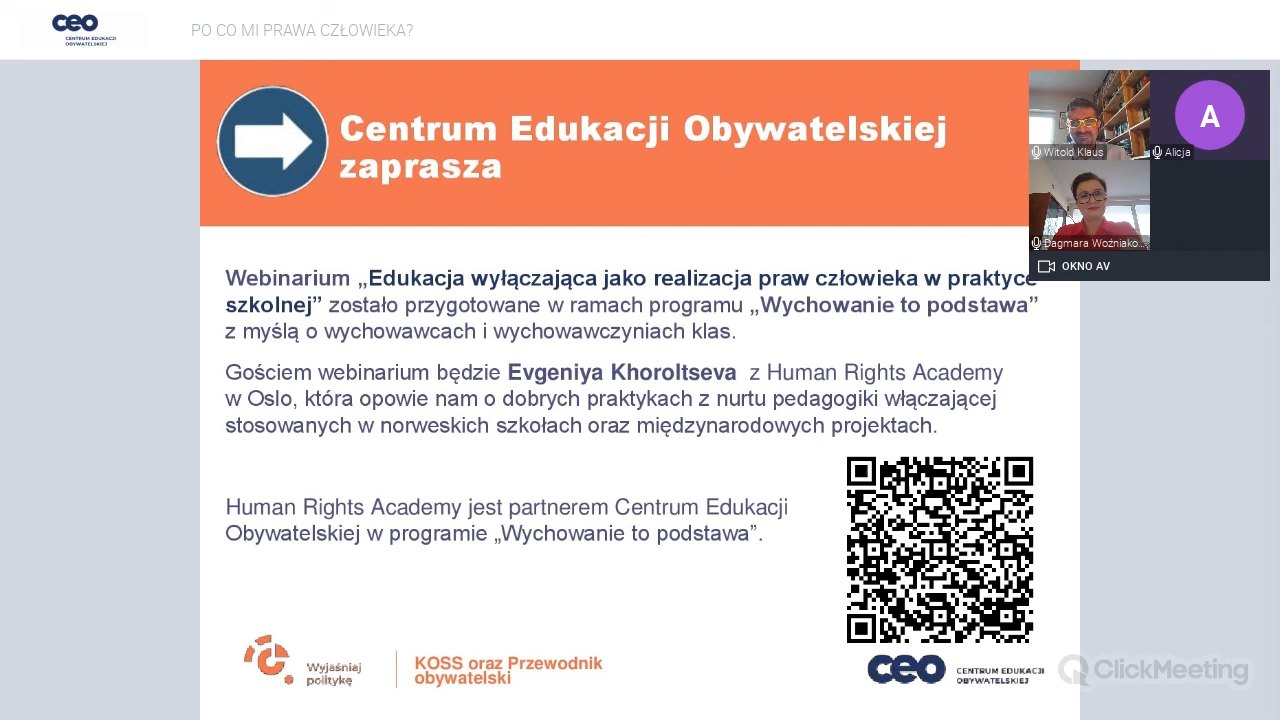 ceo
CENTRUM EDUKACJI
OBYWATELSKIEJ
PO CO MI PRAWA CZŁOWIEKA?
Centrum Edukacji Obywatelskiej
zaprasza
A
Witold Klaus
Alicja
Dagmara Woźniako...
OKNO AV
Webinarium „Edukacja wyłączająca jako realizacja praw człowieka w praktyce
szkolnej” zostało przygotowane w ramach programu „Wychowanie to podstawa”
z myślą o wychowawcach i wychowawczyniach klas.
Gościem webinarium będzie Evgeniya Khoroltseva z Human Rights Academy
w Oslo, która opowie nam o dobrych praktykach z nurtu pedagogiki włączającej
stosowanych w norweskich szkołach oraz międzynarodowych projektach.
Human Rights Academy jest partnerem Centrum Edukacji
Obywatelskiej w programie „Wychowanie to podstawa”.
Wyjaśniaj
politykę
KOSS oraz Przewodnik
obywatelski
ceo
CENTRUM EDUKACJI
OBYWATELSKIEJ
ClickMeeting